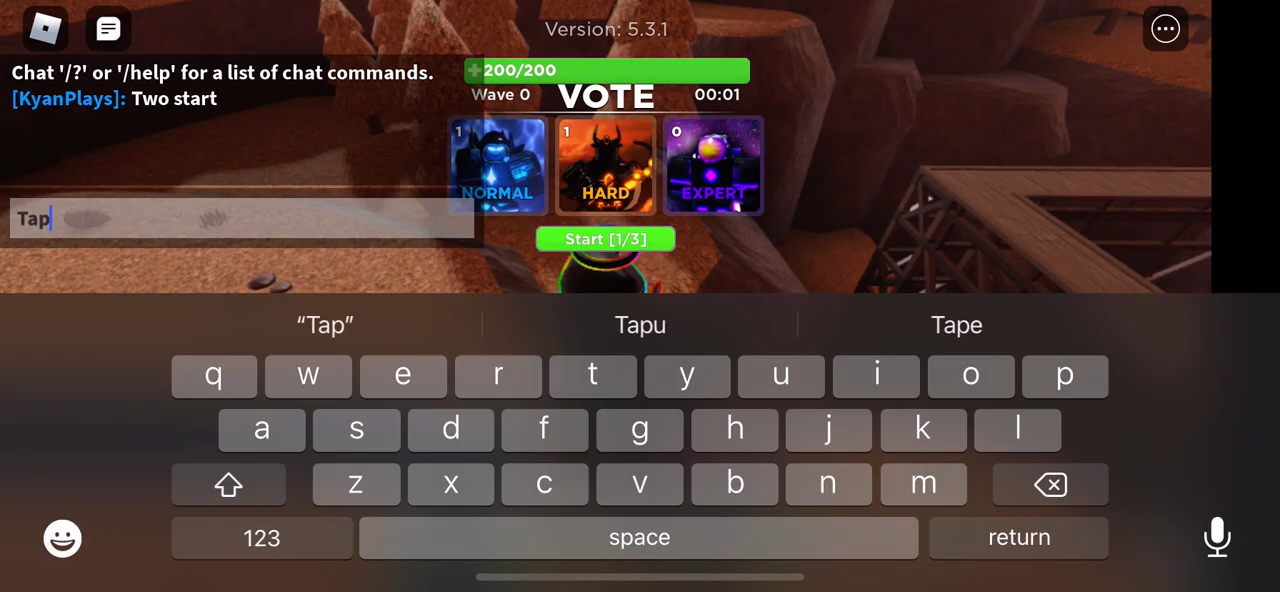 Version: 5.3.1
Chat '/?' or '/help' for a list of chat commands.
[KyanPlays]: Two start
200/200
Wave 0 VOTE 00:01
1 1 0
NORMAL HARD EXPERT
Tap
Start [1/3]
“Tap” Tapu Tape
q w e r t y u i o p
a s d f g h j k l
z x c v b n m
123 space return